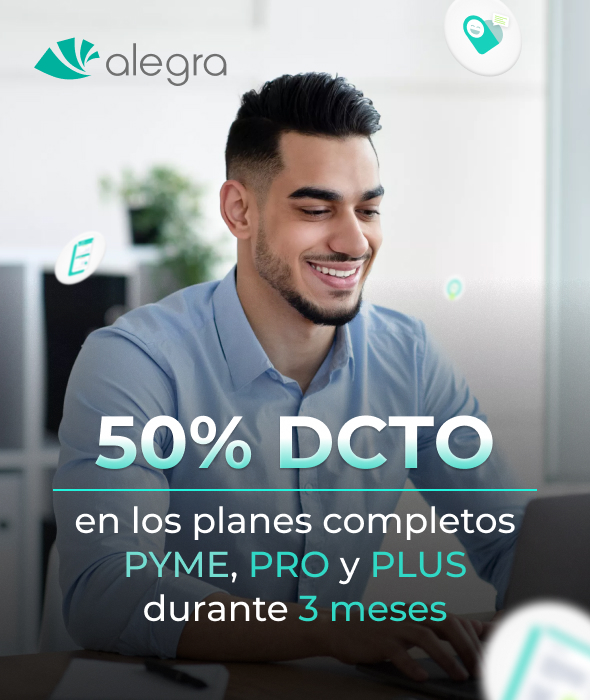 alegra
50% DCTO
en los planes completos
PYME, PRO y PLUS
durante 3 meses